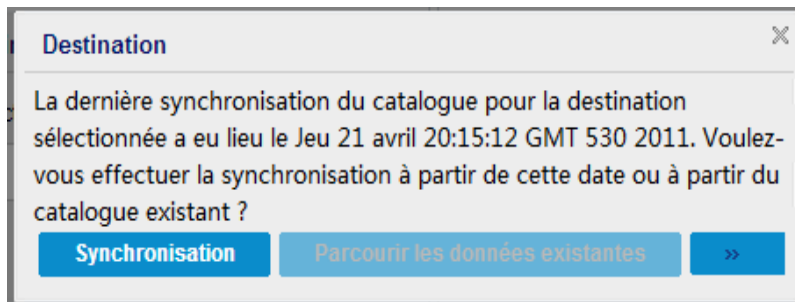 Destination
La dernière synchronisation du catalogue pour la destination
sélectionnée a eu lieu le Jeu 21 avril 20:15:12 GMT 530 2011. Voulez-
vous effectuer la synchronisation à partir de cette date ou à partir du
catalogue existant ?
Synchronisation Parcourir les données existantes »